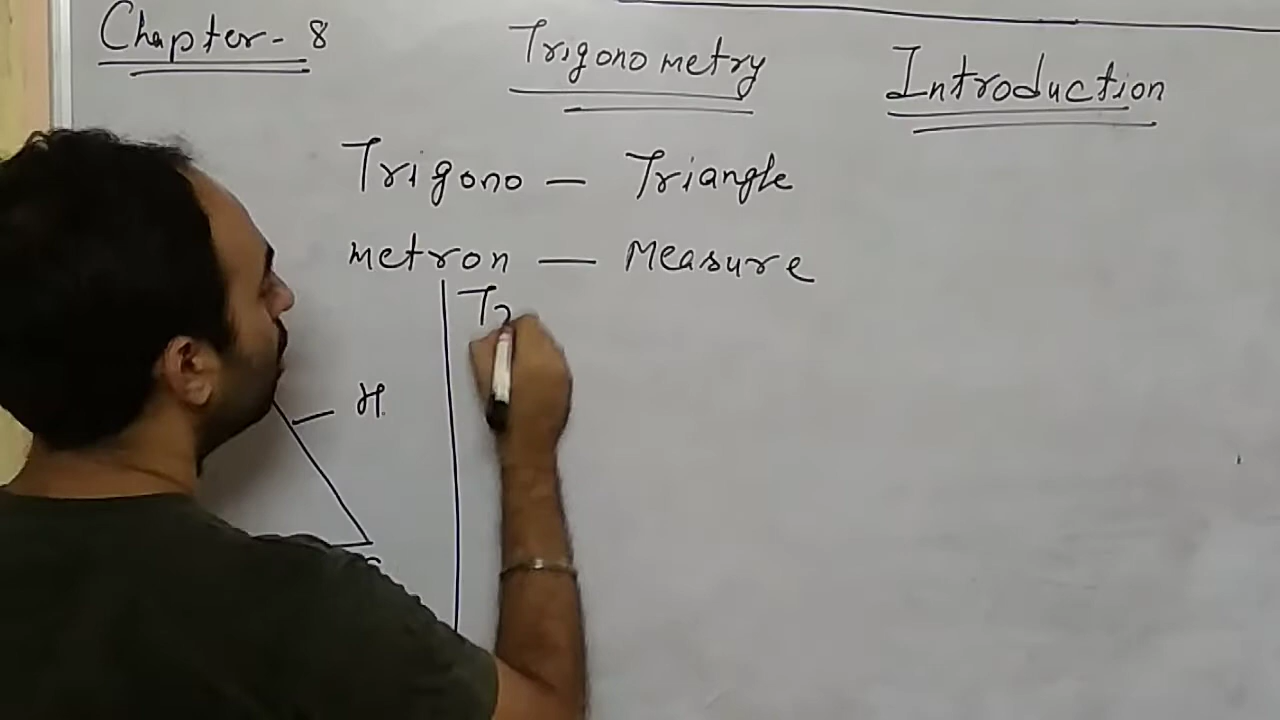 Chapter - 8 Trigonometry Introduction
Trigono — Triangle
metron — Measure
T
H